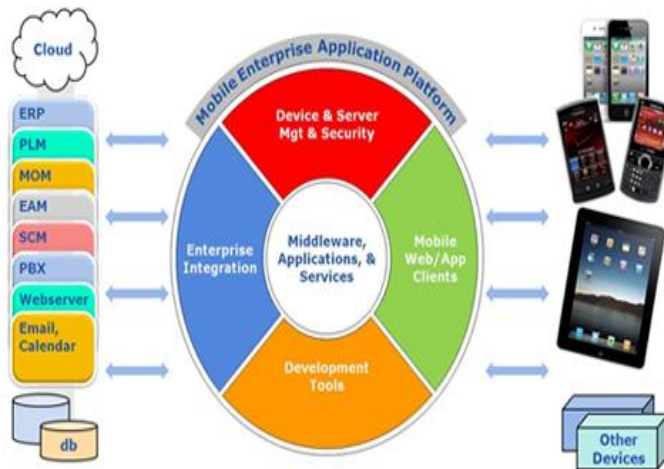 Cloud
ERP
PLM
MOM
EAM
SCM
PBX
Webserver
Email,
Calendar
db
Mobile Enterprise Application Platform
Device & Server
Mgt & Security
Enterprise
Integration
Middleware,
Applications, &
Services
Mobile
Web/App
Clients
Development
Tools
Other
Devices